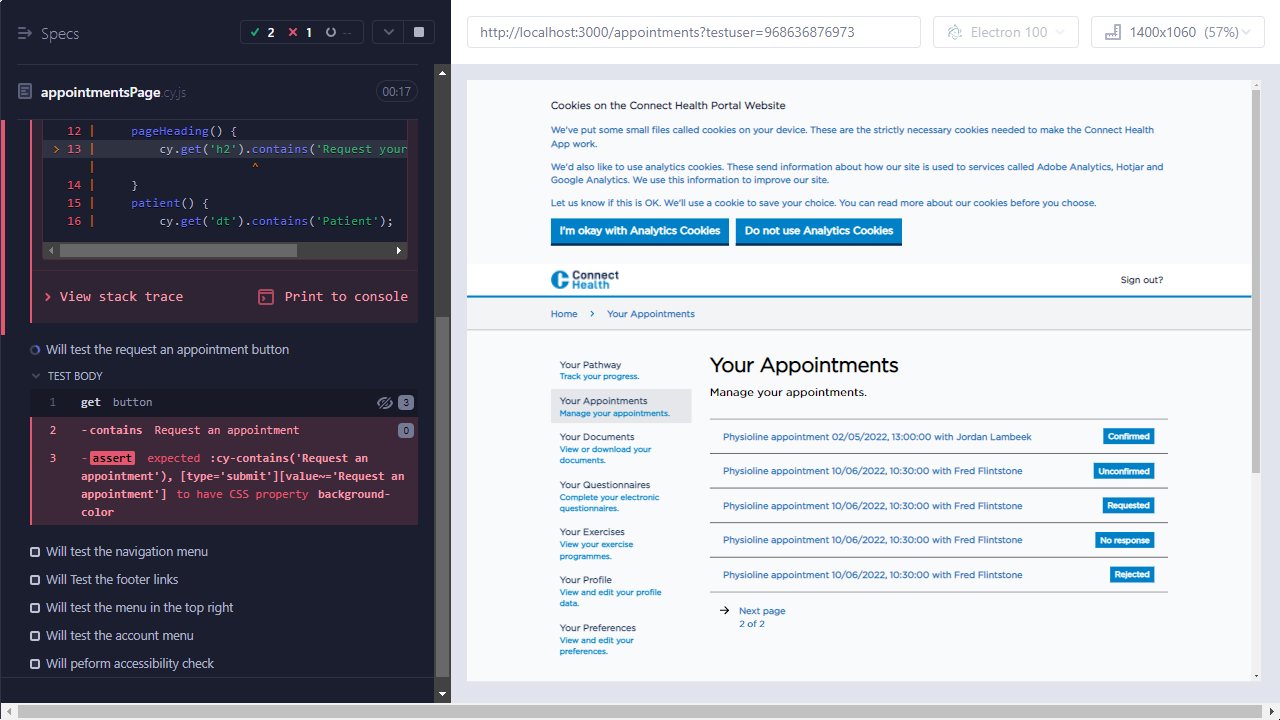 Specs
2
1
--
appointmentsPage.cy.js
00:17
12 | pageHeading() {
> 13 | cy.get('h2').contains('Request your
| ^
14 | }
15 | patient() {
16 | cy.get('dt').contains('Patient');
View stack trace
Print to console
Will test the request an appointment button
TEST BODY
1 get button 3
2 -contains Request an appointment 0
3 -assert expected :cy-contains('Request an
appointment'), [type='submit'][value~='Request an
appointment'] to have CSS property background-
color
Will test the navigation menu
Will Test the footer links
Will test the menu in the top right
Will test the account menu
Will peform accessibility check
http://localhost:3000/appointments?testuser=968636876973
Electron 100
1400x1060 (57%)
Cookies on the Connect Health Portal Website
We've put some small files called cookies on your device. These are the strictly necessary cookies needed to make the Connect Health
App work.
We'd also like to use analytics cookies. These send information about how our site is used to services called Adobe Analytics, Hotjar and
Google Analytics. We use this information to improve our site.
Let us know if this is OK. We'll use a cookie to save your choice. You can read more about our cookies before you choose.
I'm okay with Analytics Cookies
Do not use Analytics Cookies
Connect
Health
Sign out?
Home > Your Appointments
Your Pathway
Track your progress.
Your Appointments
Manage your appointments.
Your Documents
View or download your
documents.
Your Questionnaires
Complete your electronic
questionnaires.
Your Exercises
View your exercise
programmes.
Your Profile
View and edit your profile
data.
Your Preferences
View and edit your
preferences.
Your Appointments
Manage your appointments.
Physioline appointment 02/05/2022, 13:00:00 with Jordan Lambeek Confirmed
Physioline appointment 10/06/2022, 10:30:00 with Fred Flintstone Unconfirmed
Physioline appointment 10/06/2022, 10:30:00 with Fred Flintstone Requested
Physioline appointment 10/06/2022, 10:30:00 with Fred Flintstone No response
Physioline appointment 10/06/2022, 10:30:00 with Fred Flintstone Rejected
Next page
2 of 2